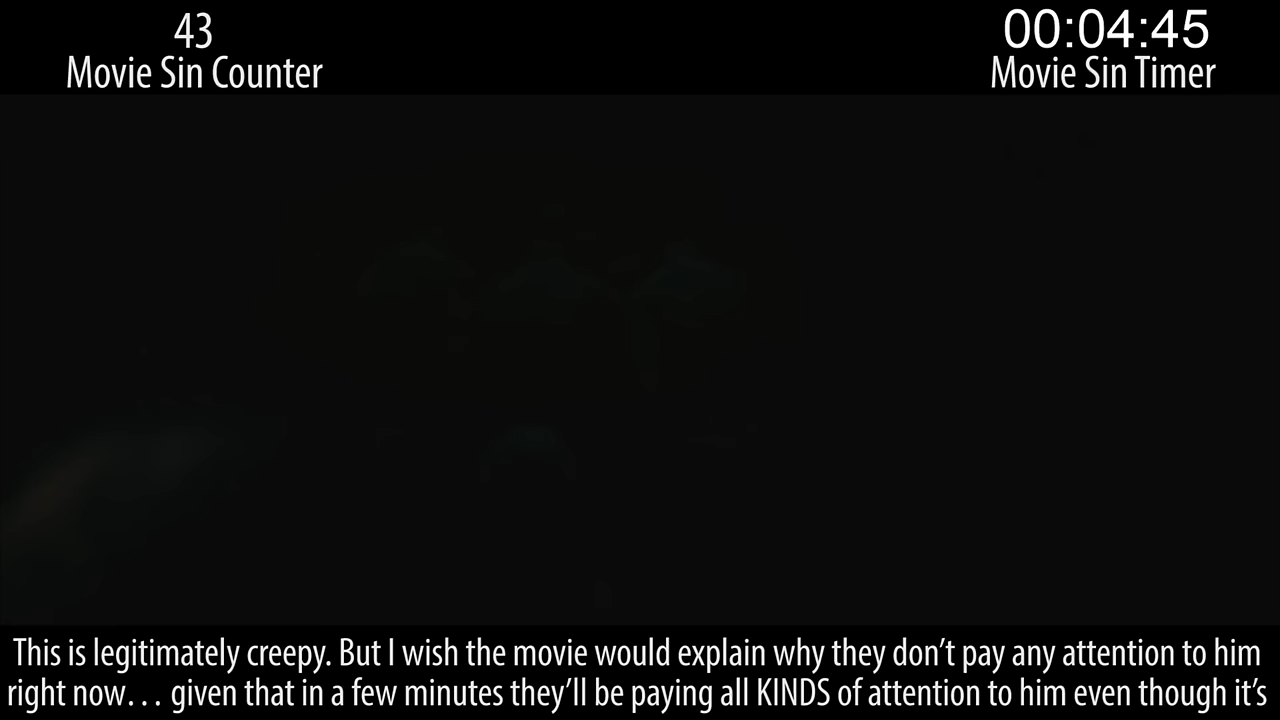 43
Movie Sin Counter
00:04:45
Movie Sin Timer
This is legitimately creepy. But I wish the movie would explain why they don’t pay any attention to him
right now… given that in a few minutes they’ll be paying all KINDS of attention to him even though it’s